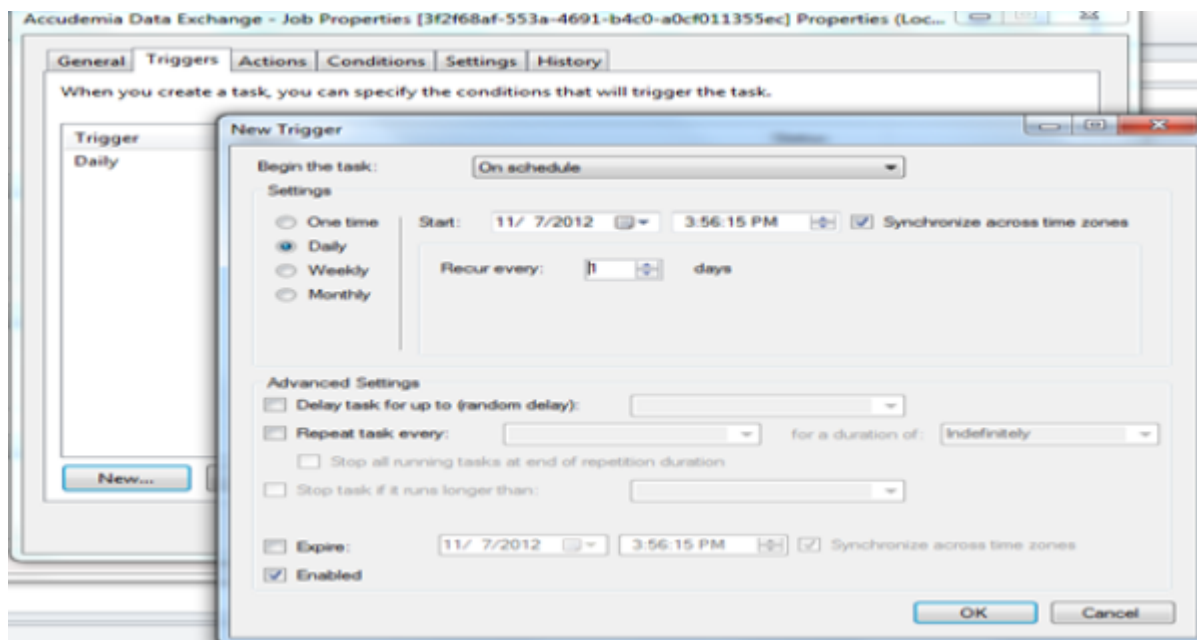 Accudemia Data Exchange - Job Properties [3f2f68af-553a-4691-b4c0-a0cf011355ec] Properties (Loc...
General Triggers Actions Conditions Settings History
When you create a task, you can specify the conditions that will trigger the task.
Trigger
Daily
New...
New Trigger
Begin the task: On schedule
Settings
One time Start: 11/ 7/2012 3:56:15 PM Synchronize across time zones
Daily
Recur every: 1 days
Weekly
Monthly
Advanced Settings
Delay task for up to (random delay):
Repeat task every: for a duration of: Indefinitely
Stop all running tasks at end of repetition duration
Stop task if it runs longer than:
Expire: 11/ 7/2012 3:56:15 PM Synchronize across time zones
Enabled
OK Cancel